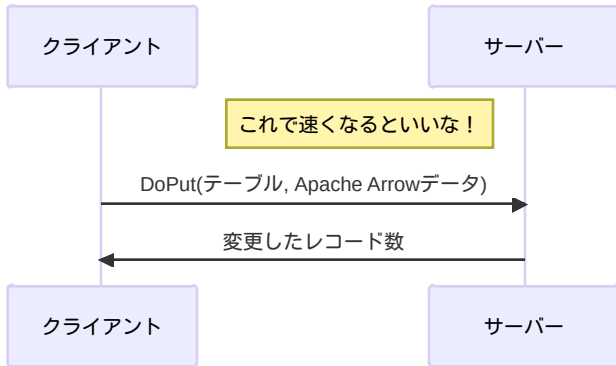 クライアント
サーバー
これで速くなるといいな！
DoPut(テーブル, Apache Arrowデータ)
変更したレコード数
クライアント
サーバー